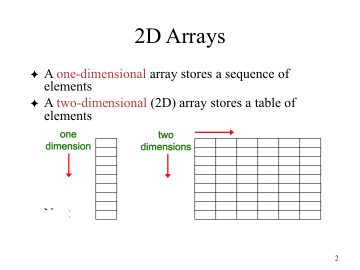 2D Arrays
A one-dimensional array stores a sequence of
elements
A two-dimensional (2D) array stores a table of
elements
one
dimension
two
dimensions
2